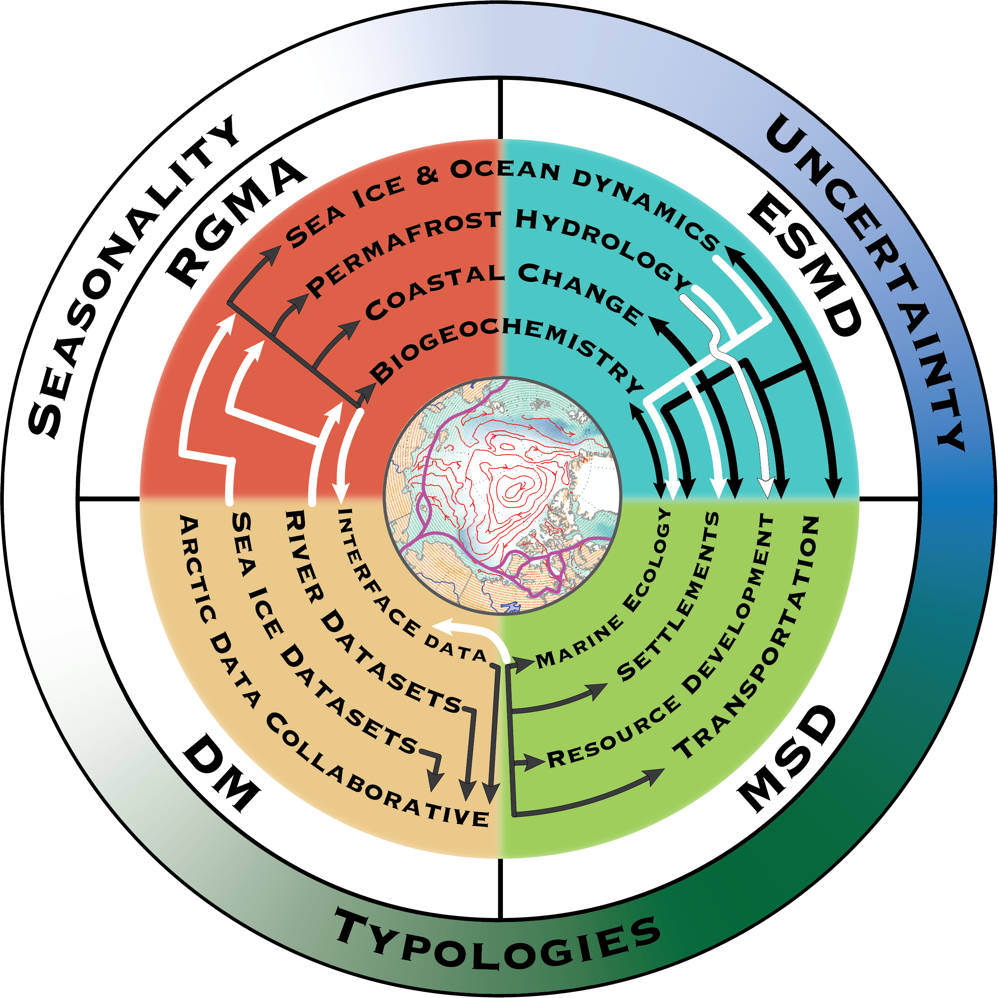 SEASONALITY
UNCERTAINTY
TYPOLOGIES
RGMA
ESMD
DM
MSD
SEA ICE & OCEAN DYNAMICS
PERMAFROST HYDROLOGY
COASTAL CHANGE
BIOGEOCHEMISTRY
ARCTIC DATA COLLABORATIVE
SEA ICE DATASETS
RIVER DATASETS
INTERFACE DATA
MARINE ECOLOGY
SETTLEMENTS
RESOURCE DEVELOPMENT
TRANSPORTATION